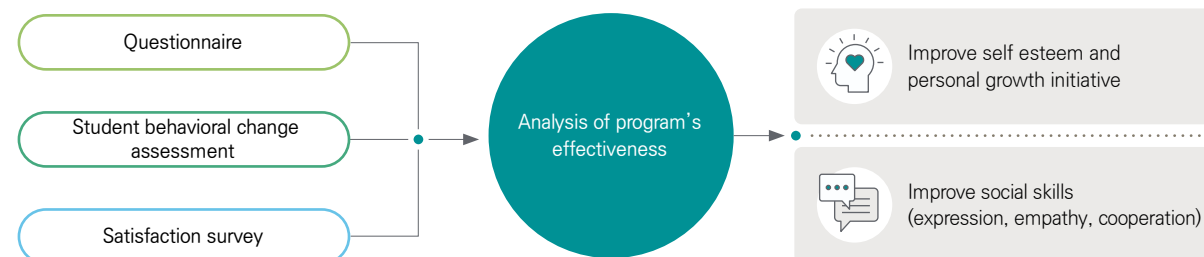 Questionnaire
Student behavioral change
assessment
Satisfaction survey
Analysis of program's
effectiveness
Improve self esteem and
personal growth initiative
Improve social skills
(expression, empathy, cooperation)